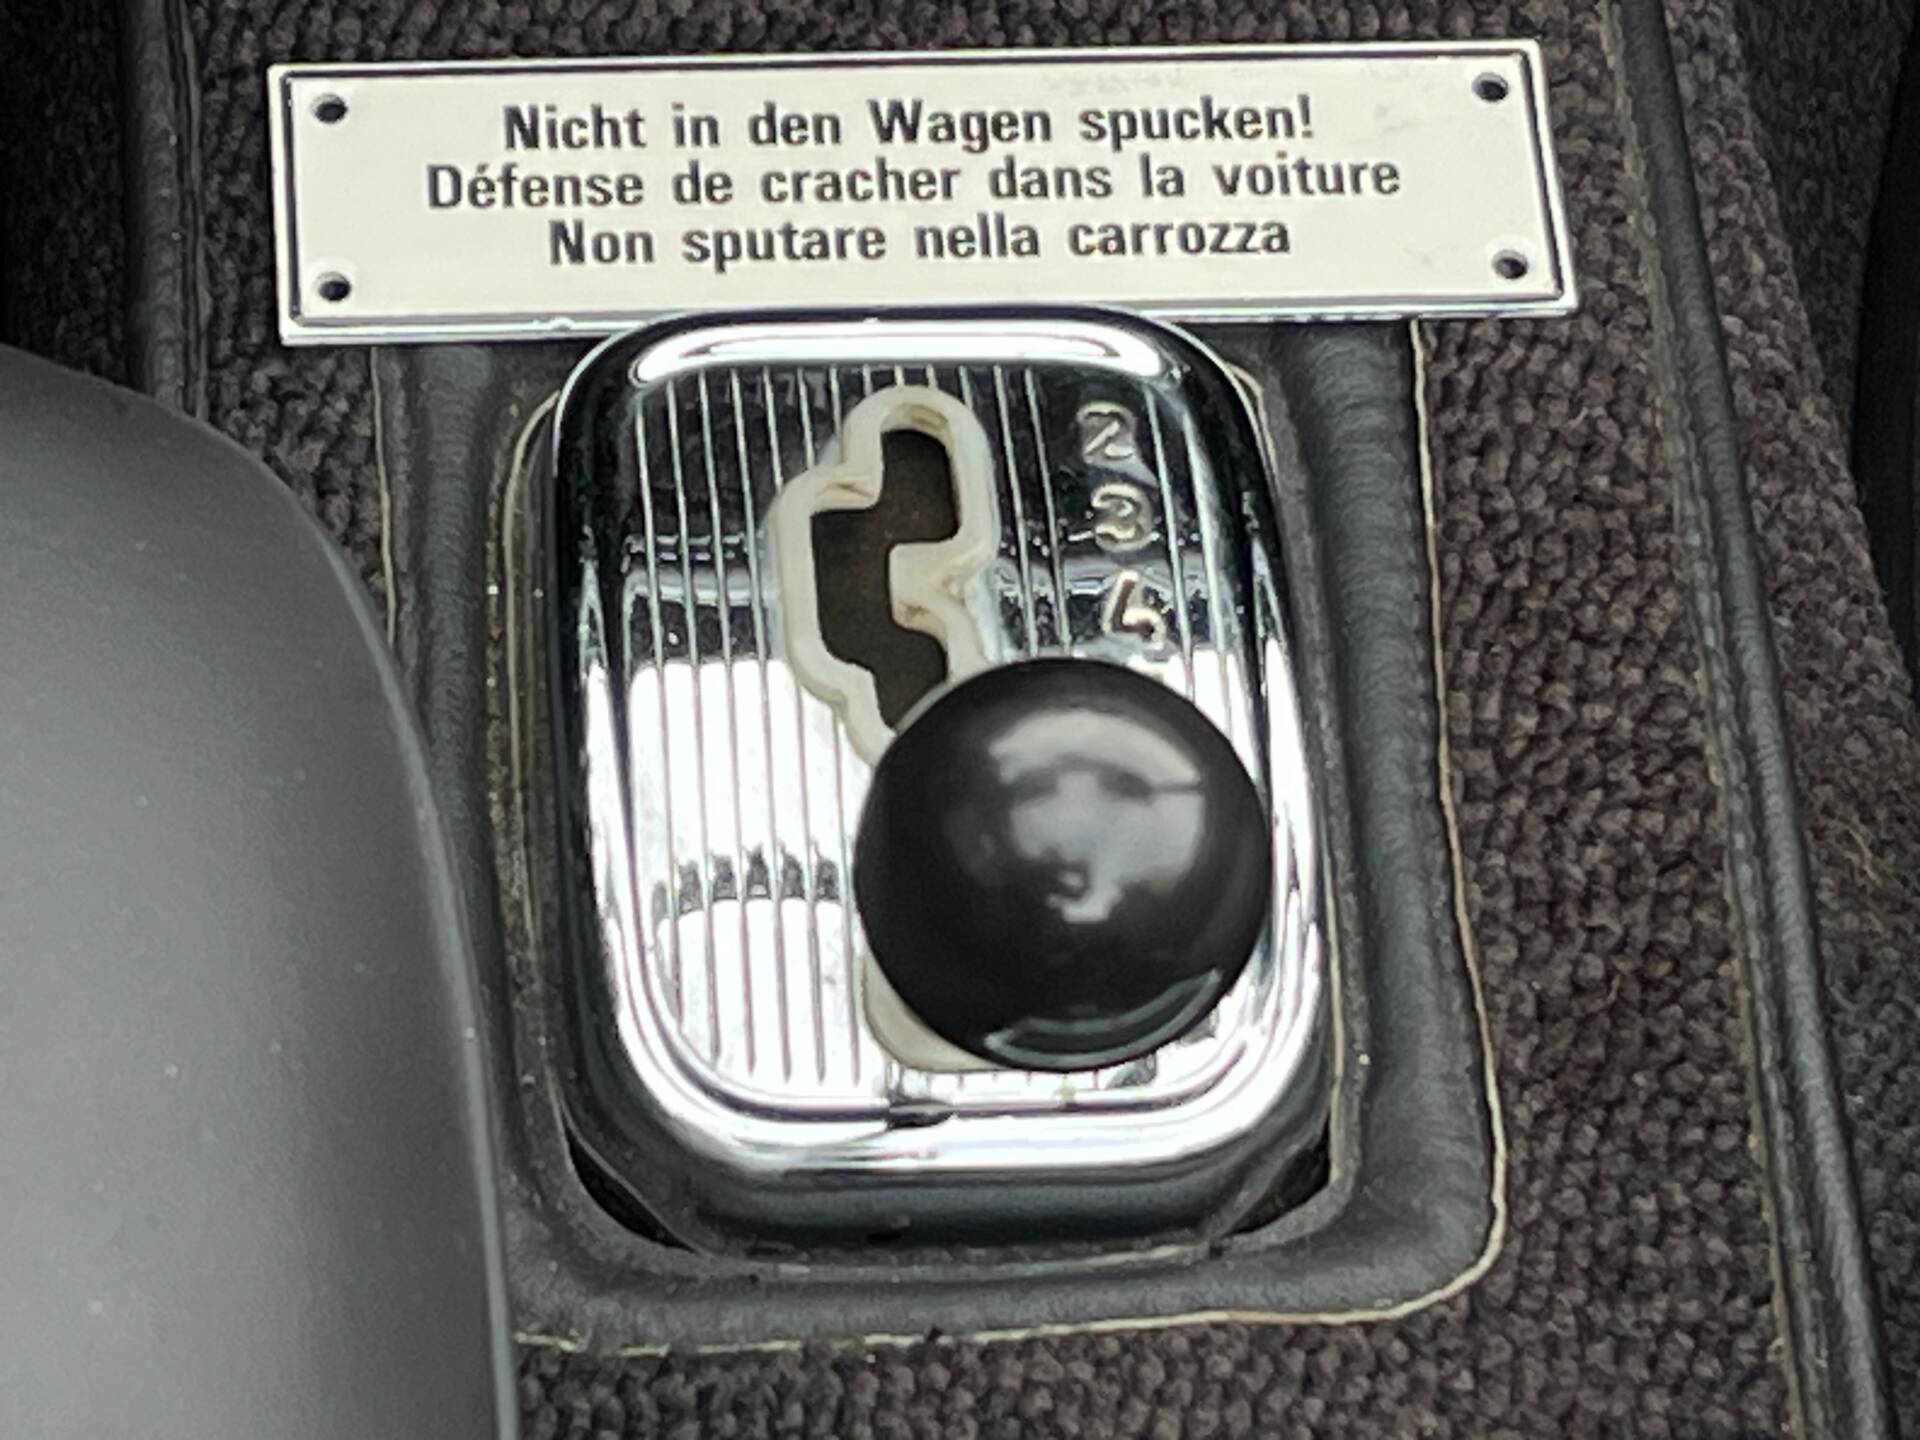 Nicht in den Wagen spucken!
Défense de cracher dans la voiture
Non sputare nella carrozza
2
3
4